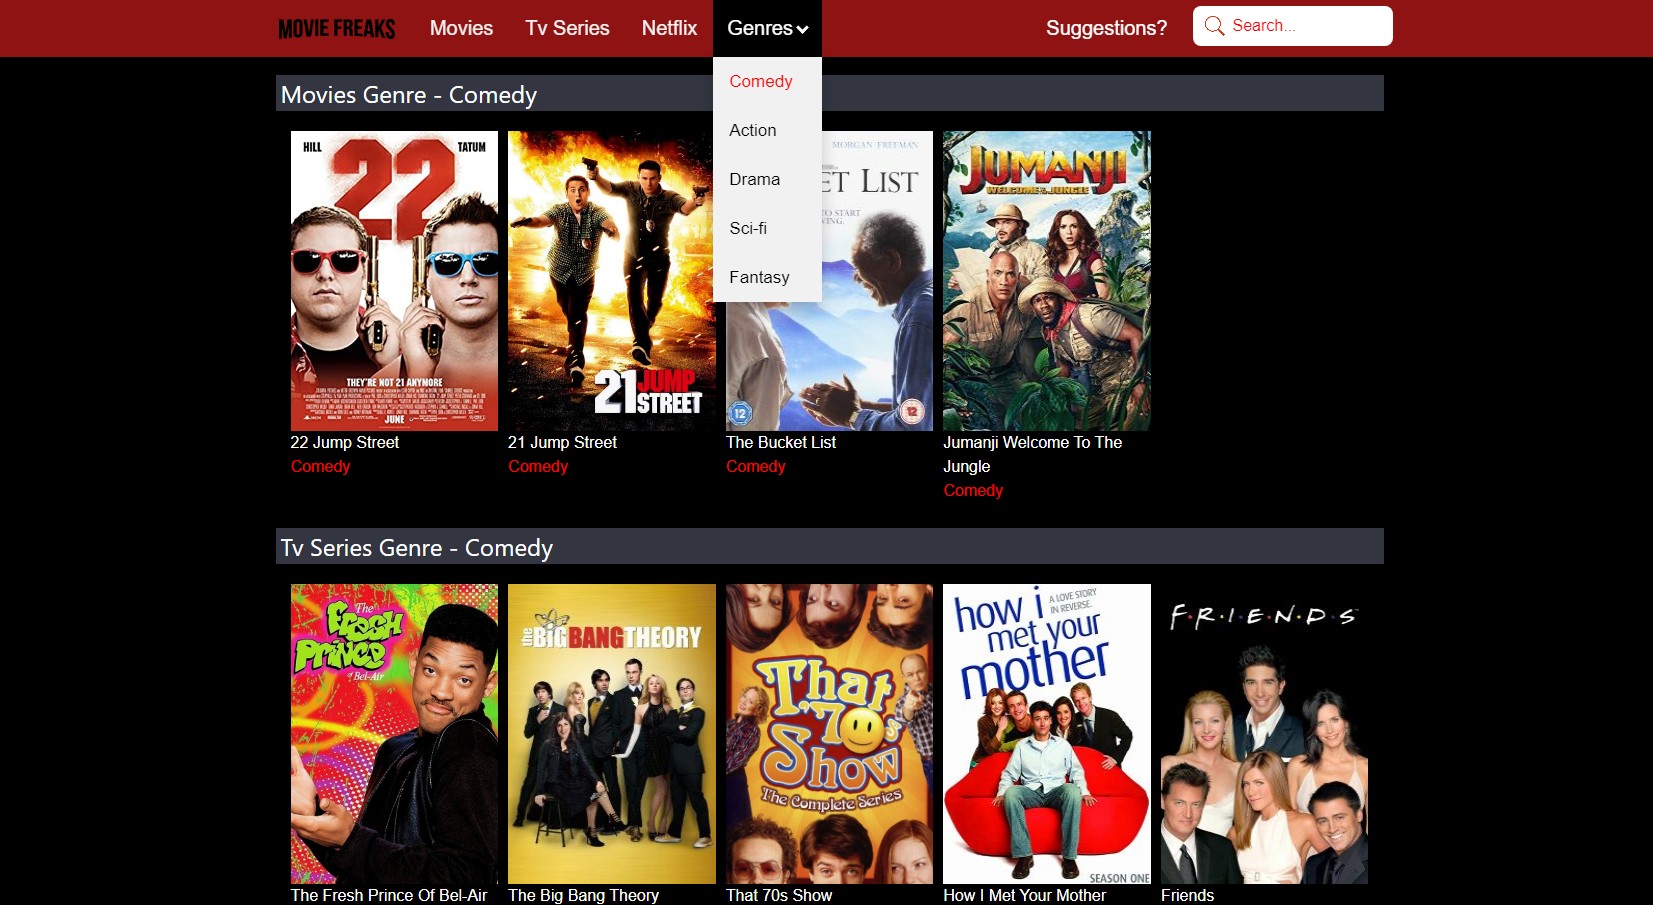 MOVIE FREAKS
Movies
Tv Series
Netflix
Genres
Suggestions?
Search...
Comedy
Action
Drama
Sci-fi
Fantasy
Movies Genre - Comedy
HILL
TATUM
22
THEY'RE NOT 21 ANYMORE
JUNE
21 JUMP
STREET
MORGAN FREEMAN
ET LIST
TO START
12
12
JUMANJI
WELCOME TO THE JUNGLE
22 Jump Street
Comedy
21 Jump Street
Comedy
The Bucket List
Comedy
Jumanji Welcome To The
Jungle
Comedy
Tv Series Genre - Comedy
The
Fresh
Prince
of Bel-Air
the BIG BANG THEORY
That
'70s
Show
The Complete Series
how i
A LOVE STORY
IN REVERSE.
met your
mother
SEASON ONE
F·R·I·E·N·D·S
The Fresh Prince Of Bel-Air
The Big Bang Theory
That 70s Show
How I Met Your Mother
Friends